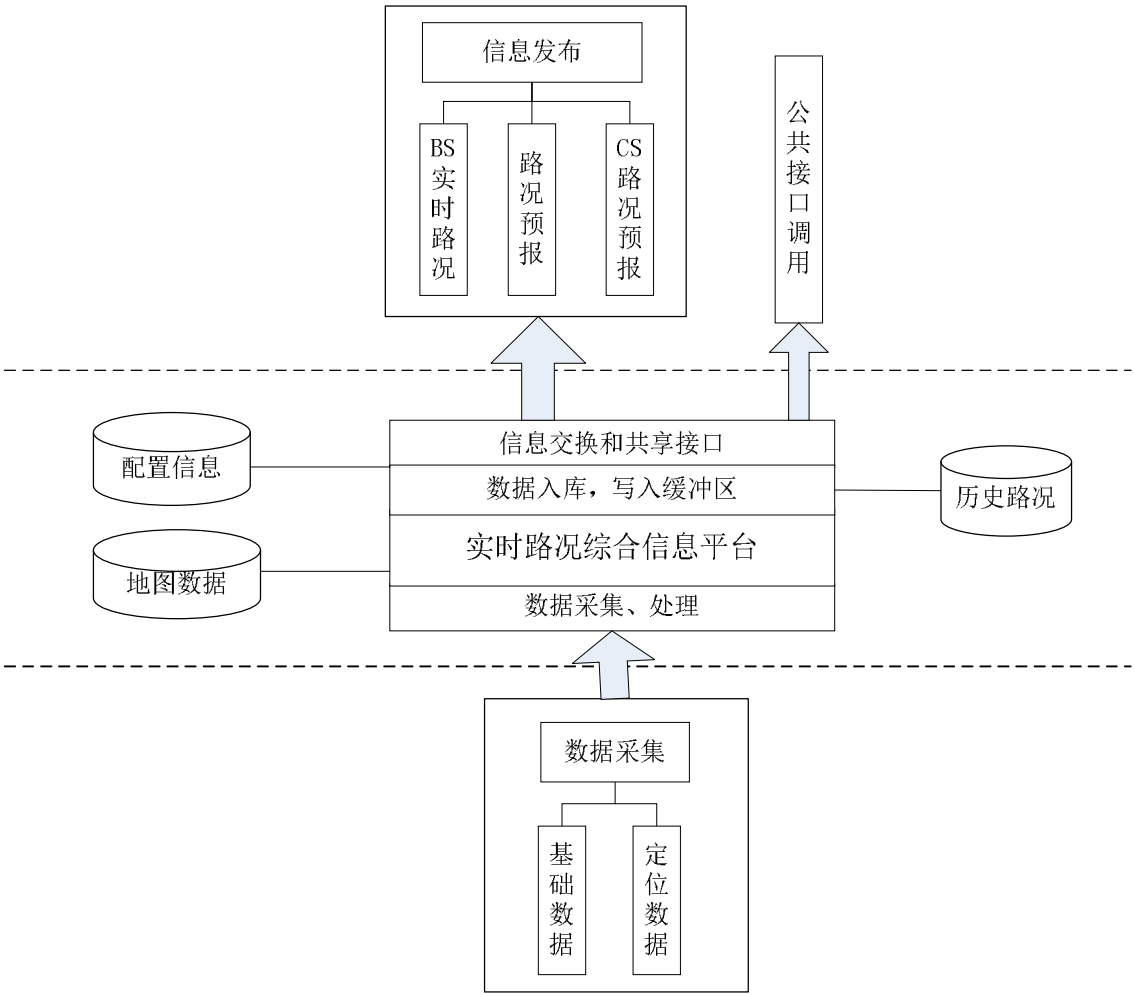 信息发布
BS实时路况
路况预报
CS路况预报
公共接口调用
信息交换和共享接口
数据入库，写入缓冲区
实时路况综合信息平台
数据采集、处理
配置信息
地图数据
历史路况
数据采集
基础数据
定位数据